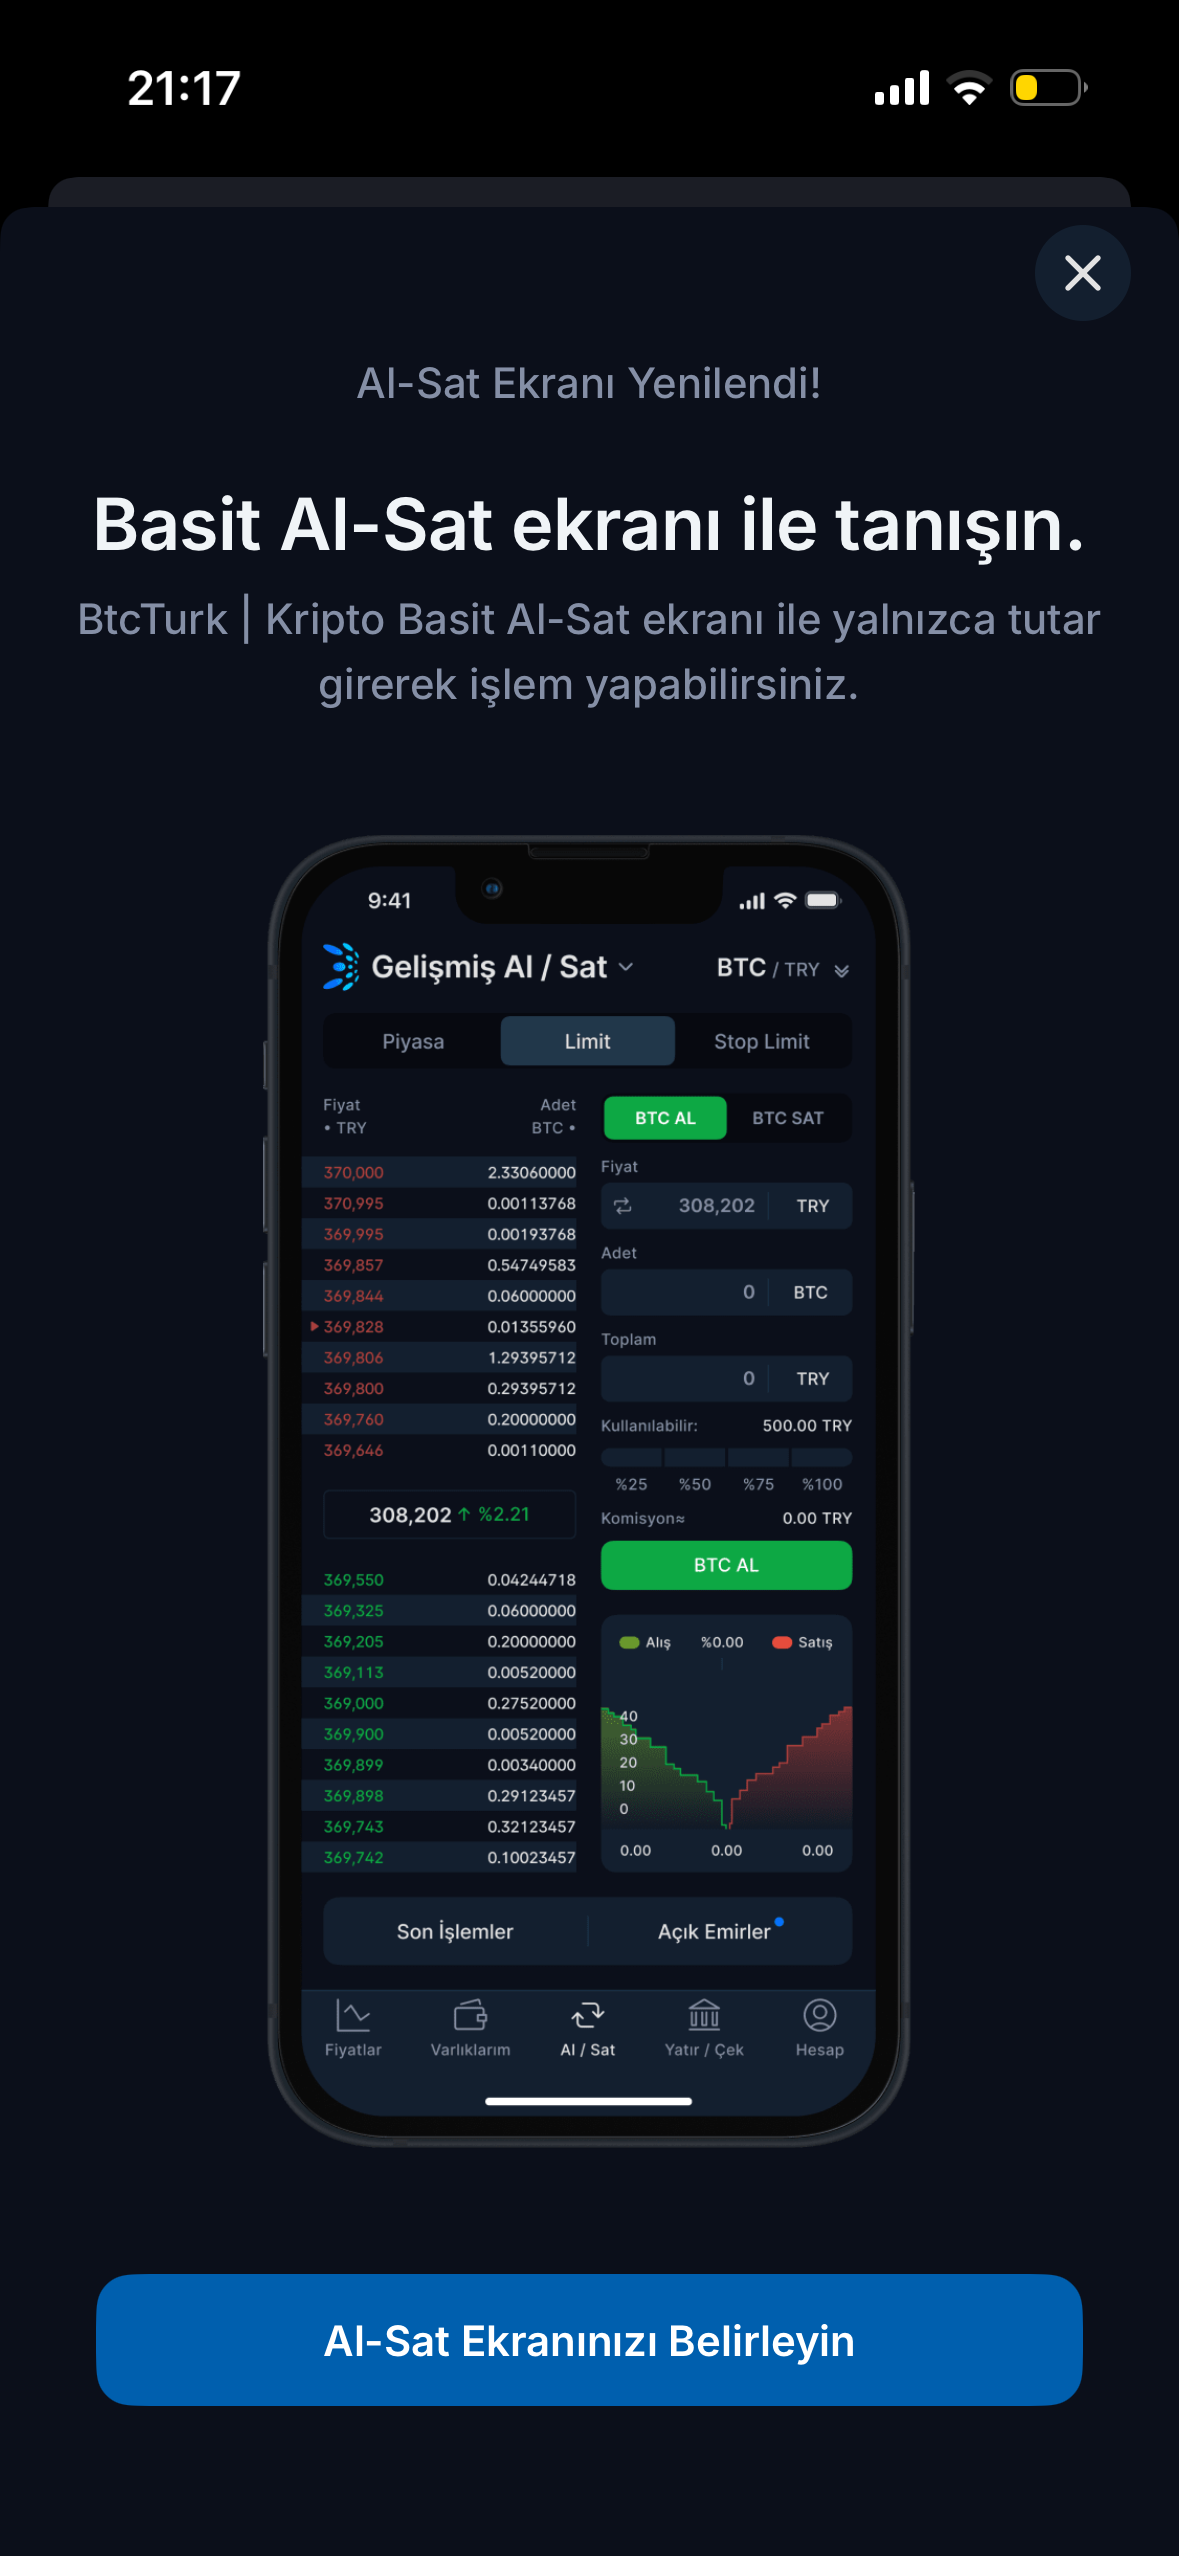 21:17
Al-Sat Ekranı Yenilendi!
Basit Al-Sat ekranı ile tanışın.
BtcTurk | Kripto Basit Al-Sat ekranı ile yalnızca tutar
girerek işlem yapabilirsiniz.
9:41
Gelişmiş Al / Sat
BTC / TRY
Piyasa
Limit
Stop Limit
Fiyat
Adet
• TRY
BTC •
370,000 2.33060000
370,995 0.00113768
369,995 0.00193768
369,857 0.54749583
369,844 0.06000000
369,828 0.01355960
369,806 1.29395712
369,800 0.29395712
369,760 0.20000000
369,646 0.00110000
308,202 ↑ %2.21
369,550 0.04244718
369,325 0.06000000
369,205 0.20000000
369,113 0.00520000
369,000 0.27520000
369,900 0.00520000
369,899 0.00340000
369,898 0.29123457
369,743 0.32123457
369,742 0.10023457
BTC AL
BTC SAT
Fiyat
308,202 TRY
Adet
0 BTC
Toplam
0 TRY
Kullanılabilir: 500.00 TRY
%25 %50 %75 %100
Komisyon≈ 0.00 TRY
BTC AL
Alış %0.00 Satış
40
30
20
10
0
0.00 0.00 0.00
Son İşlemler
Açık Emirler
Fiyatlar
Varlıklarım
Al / Sat
Yatır / Çek
Hesap
Al-Sat Ekranınızı Belirleyin